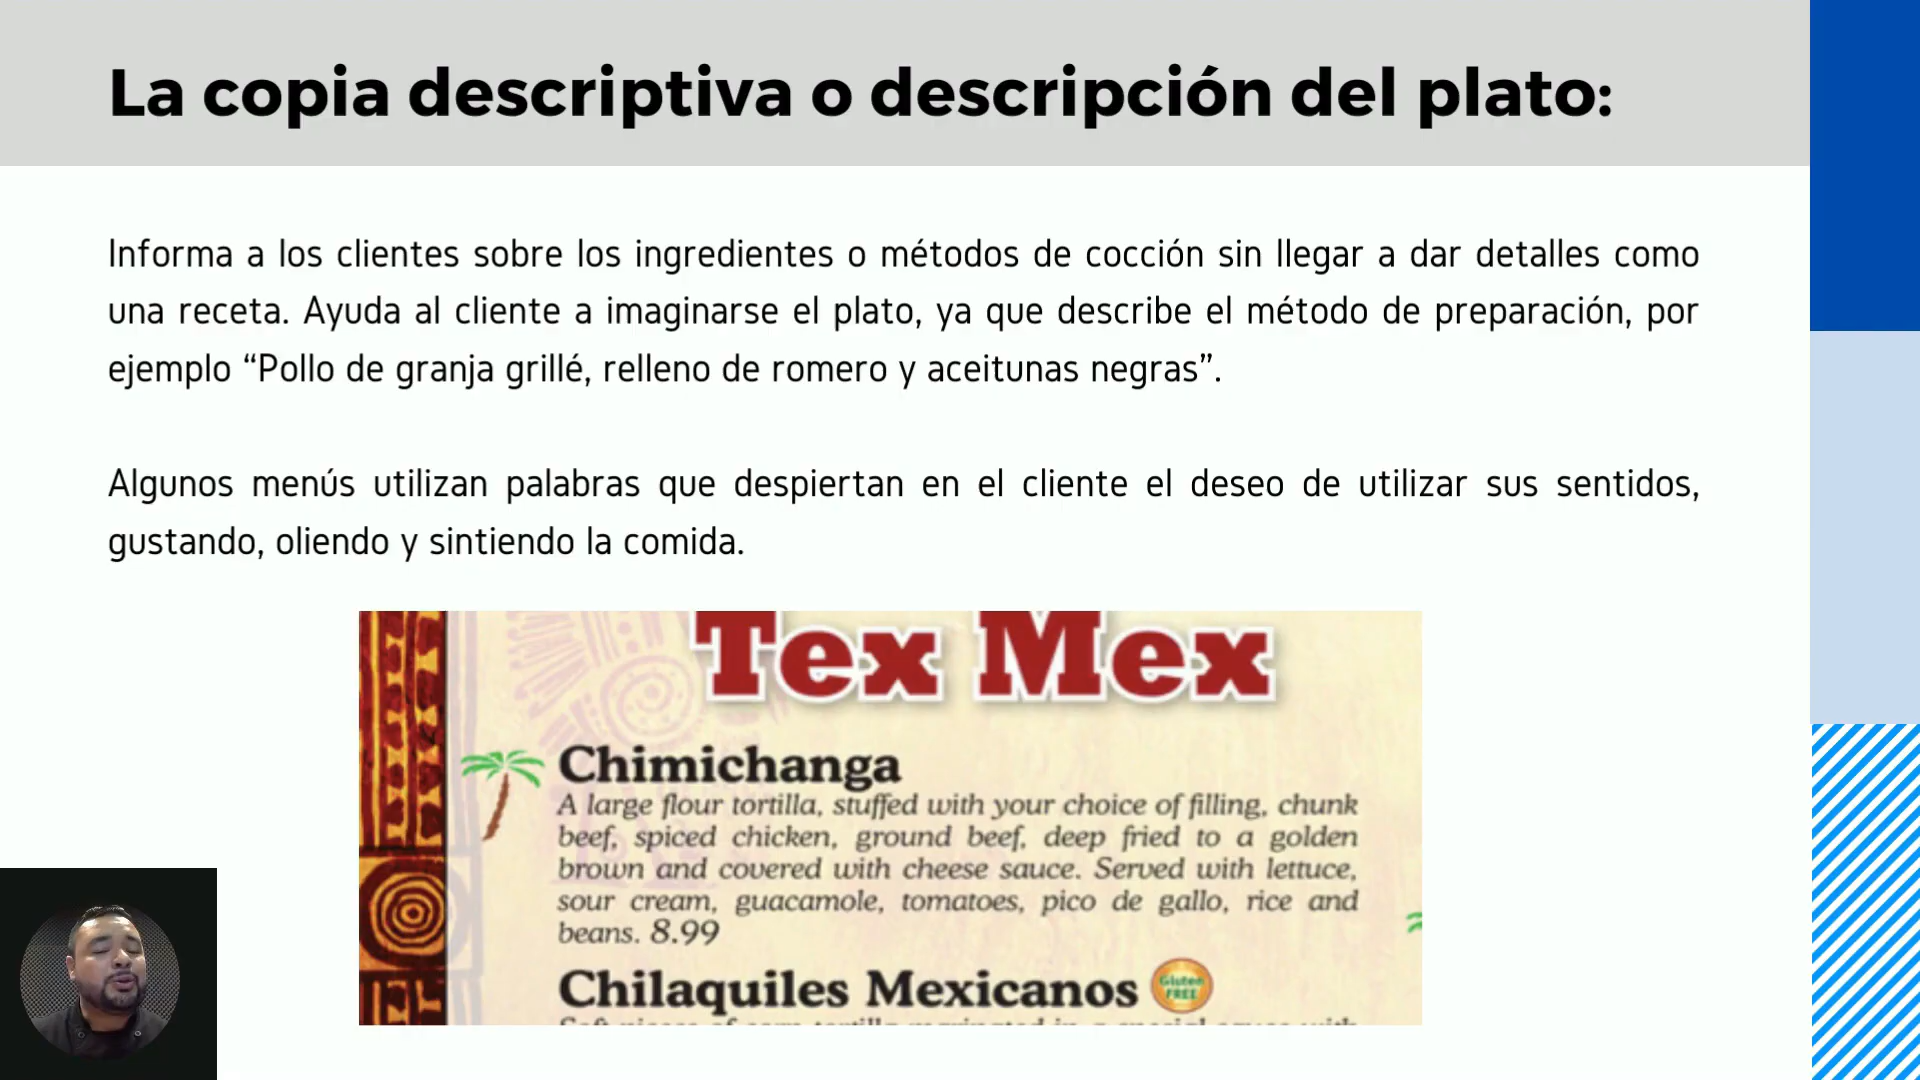 La copia descriptiva o descripción del plato:
Informa a los clientes sobre los ingredientes o métodos de cocción sin llegar a dar detalles como
una receta. Ayuda al cliente a imaginarse el plato, ya que describe el método de preparación, por
ejemplo “Pollo de granja grillé, relleno de romero y aceitunas negras”.
Algunos menús utilizan palabras que despiertan en el cliente el deseo de utilizar sus sentidos,
gustando, oliendo y sintiendo la comida.
Tex Mex
Chimichanga
A large flour tortilla, stuffed with your choice of filling, chunk
beef, spiced chicken, ground beef, deep fried to a golden
brown and covered with cheese sauce. Served with lettuce,
sour cream, guacamole, tomatoes, pico de gallo, rice and
beans. 8.99
Chilaquiles Mexicanos
Gluten
FREE